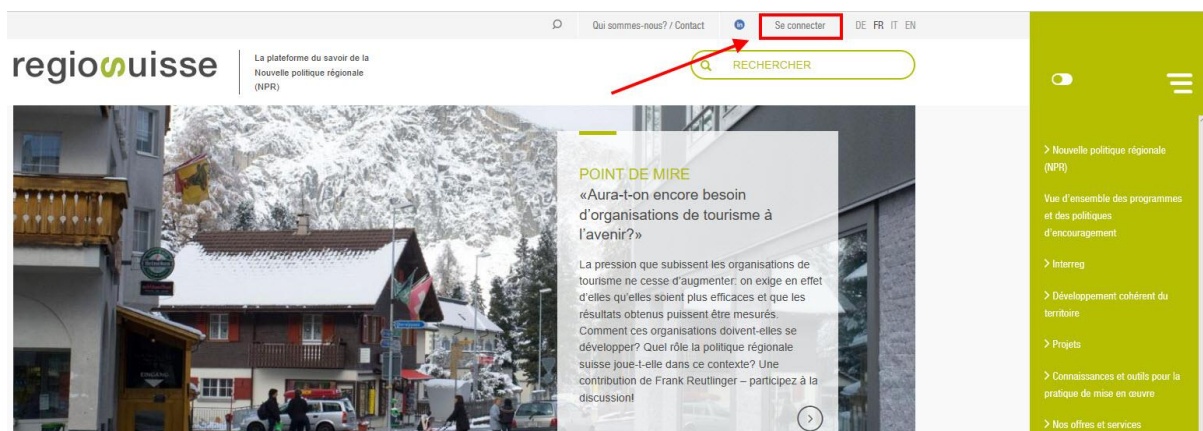 Qui sommes-nous? / Contact
in
Se connecter
DE FR IT EN
regiosuisse
La plateforme du savoir de la
Nouvelle politique régionale
(NPR)
RECHERCHER
POINT DE MIRE
«Aura-t-on encore besoin
d'organisations de tourisme à
l'avenir?»
La pression que subissent les organisations de
tourisme ne cesse d'augmenter: on exige en effet
d'elles qu'elles soient plus efficaces et que les
résultats obtenus puissent être mesurés.
Comment ces organisations doivent-elles se
développer? Quel rôle la politique régionale
suisse joue-t-elle dans ce contexte? Une
contribution de Frank Reutlinger – participez à la
discussion!
> Nouvelle politique régionale
(NPR)
Vue d'ensemble des programmes
et des politiques
d'encouragement
> Interreg
> Développement cohérent du
territoire
> Projets
> Connaissances et outils pour la
pratique de mise en œuvre
> Nos offres et services
EINGANG